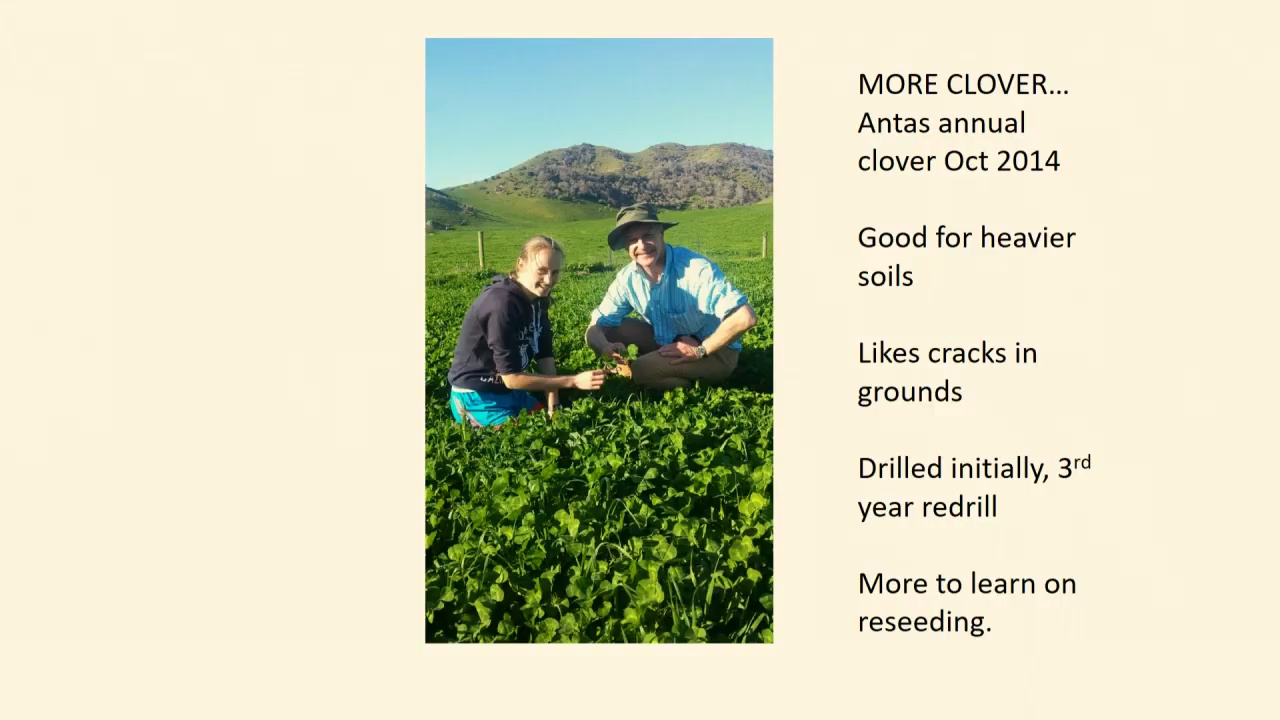 MORE CLOVER...
Antas annual
clover Oct 2014
Good for heavier
soils
Likes cracks in
grounds
Drilled initially, 3rd
year redrill
More to learn on
reseeding.